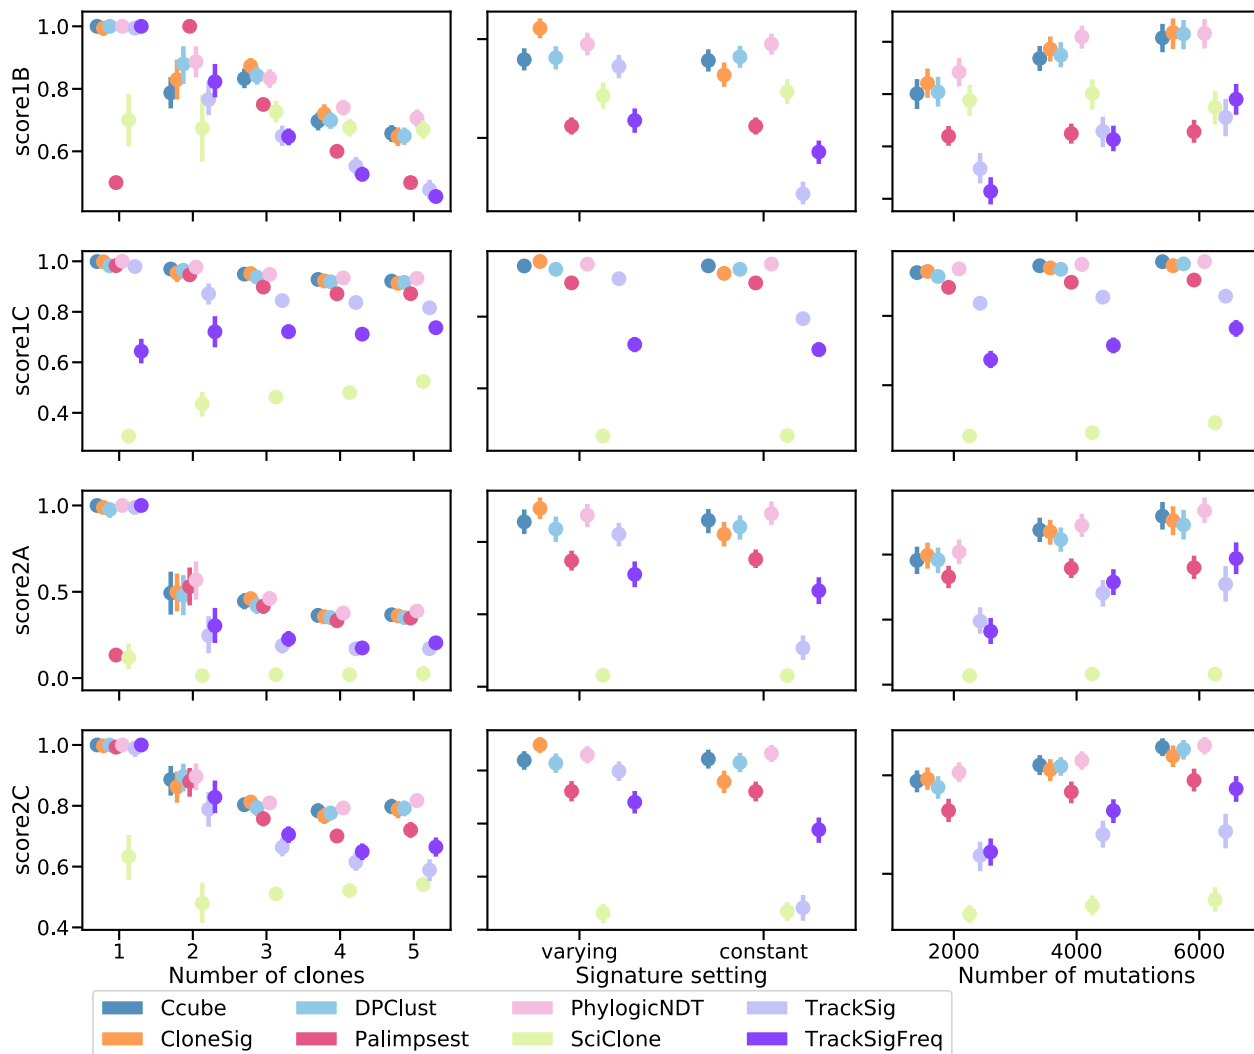 score1B
1.0
0.8
0.6
score1C
1.0
0.8
0.6
0.4
score2A
1.0
0.5
0.0
score2C
1.0
0.8
0.6
0.4
1 2 3 4 5
Number of clones
varying constant
Signature setting
2000 4000 6000
Number of mutations
Ccube DPClust PhylogicNDT TrackSig
CloneSig Palimpsest SciClone TrackSigFreq